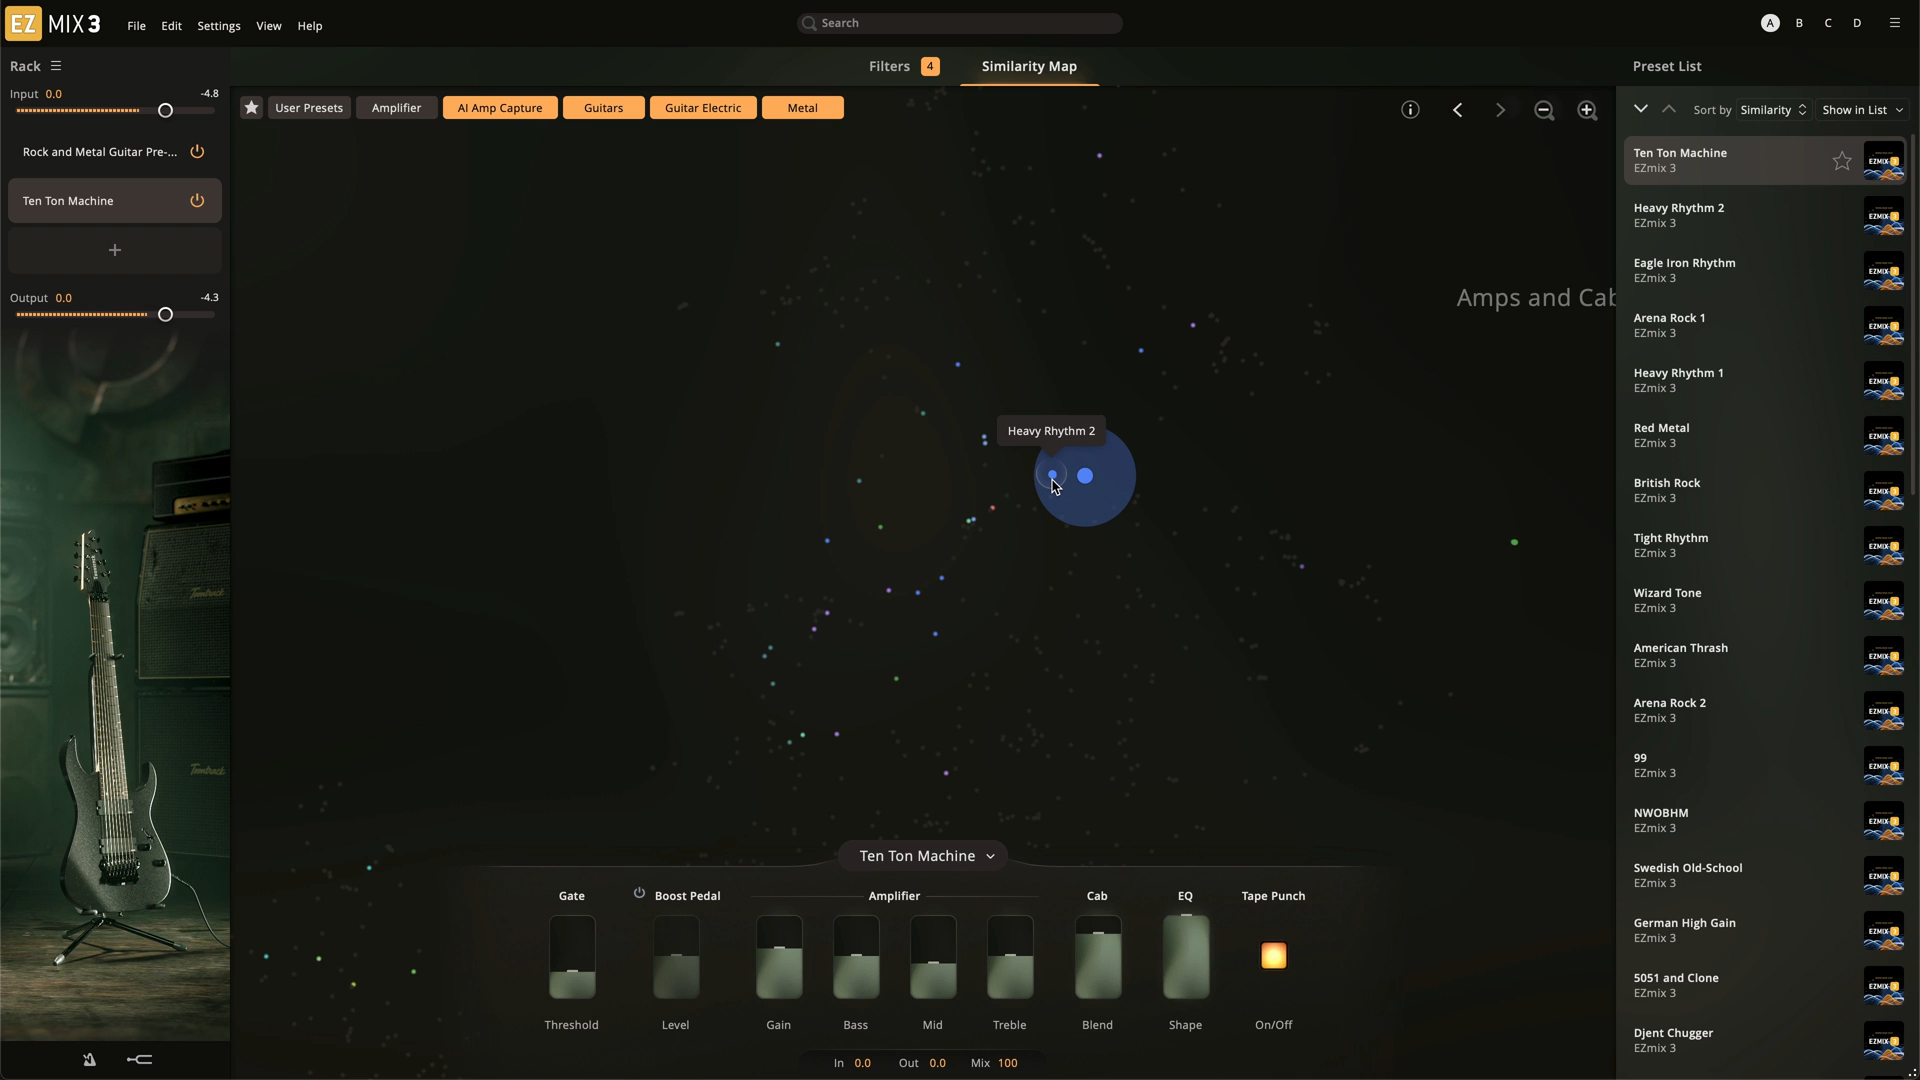 EZ MIX 3
File Edit Settings View Help
Search
A B C D
Rack
Filters 4
Similarity Map
Preset List
Input 0.0 -4.8
User Presets
Amplifier
AI Amp Capture
Guitars
Guitar Electric
Metal
Sort by Similarity
Show in List
Rock and Metal Guitar Pre-...
Ten Ton Machine
+
Output 0.0 -4.3
Amps and Cab
Heavy Rhythm 2
Ten Ton Machine
EZmix 3
Heavy Rhythm 2
EZmix 3
Eagle Iron Rhythm
EZmix 3
Arena Rock 1
EZmix 3
Heavy Rhythm 1
EZmix 3
Red Metal
EZmix 3
British Rock
EZmix 3
Tight Rhythm
EZmix 3
Wizard Tone
EZmix 3
American Thrash
EZmix 3
Arena Rock 2
EZmix 3
99
EZmix 3
NWOBHM
EZmix 3
Swedish Old-School
EZmix 3
German High Gain
EZmix 3
5051 and Clone
EZmix 3
Djent Chugger
EZmix 3
Toontrack
Toontrack
Ten Ton Machine
Gate
Boost Pedal
Amplifier
Cab
EQ
Tape Punch
Threshold
Level
Gain
Bass
Mid
Treble
Blend
Shape
On/Off
In 0.0 Out 0.0 Mix 100